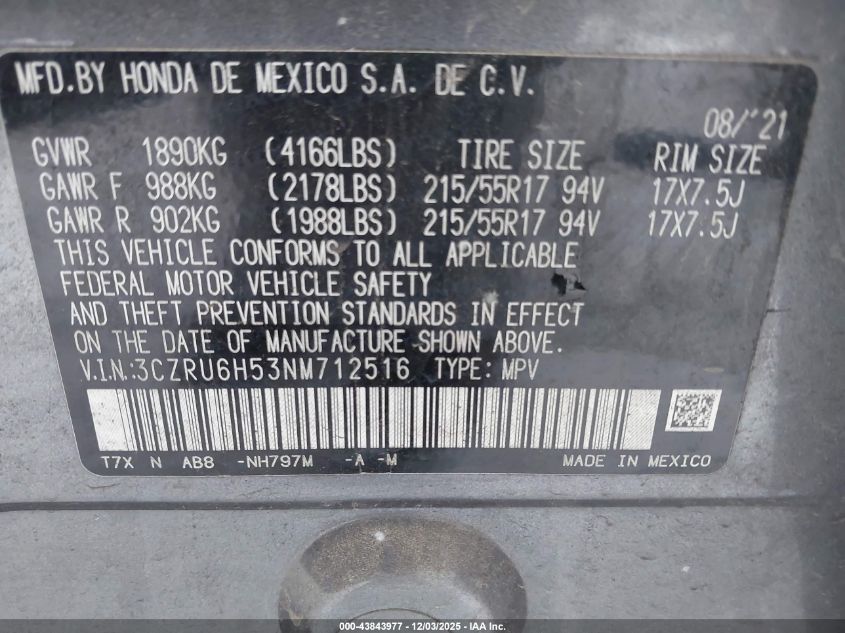 MFD.BY HONDA DE MEXICO S.A. DE C.V.
08/'21
GVWR 1890KG (4166LBS) TIRE SIZE RIM SIZE
GAWR F 988KG (2178LBS) 215/55R17 94V 17X7.5J
GAWR R 902KG (1988LBS) 215/55R17 94V 17X7.5J
THIS VEHICLE CONFORMS TO ALL APPLICABLE
FEDERAL MOTOR VEHICLE SAFETY
AND THEFT PREVENTION STANDARDS IN EFFECT
ON THE DATE OF MANUFACTURE SHOWN ABOVE.
V.I.N.:3CZRU6H53NM712516 TYPE: MPV
T7X N AB8 -NH797M -A -M MADE IN MEXICO
000-43843977 - 12/03/2025 - IAA Inc.